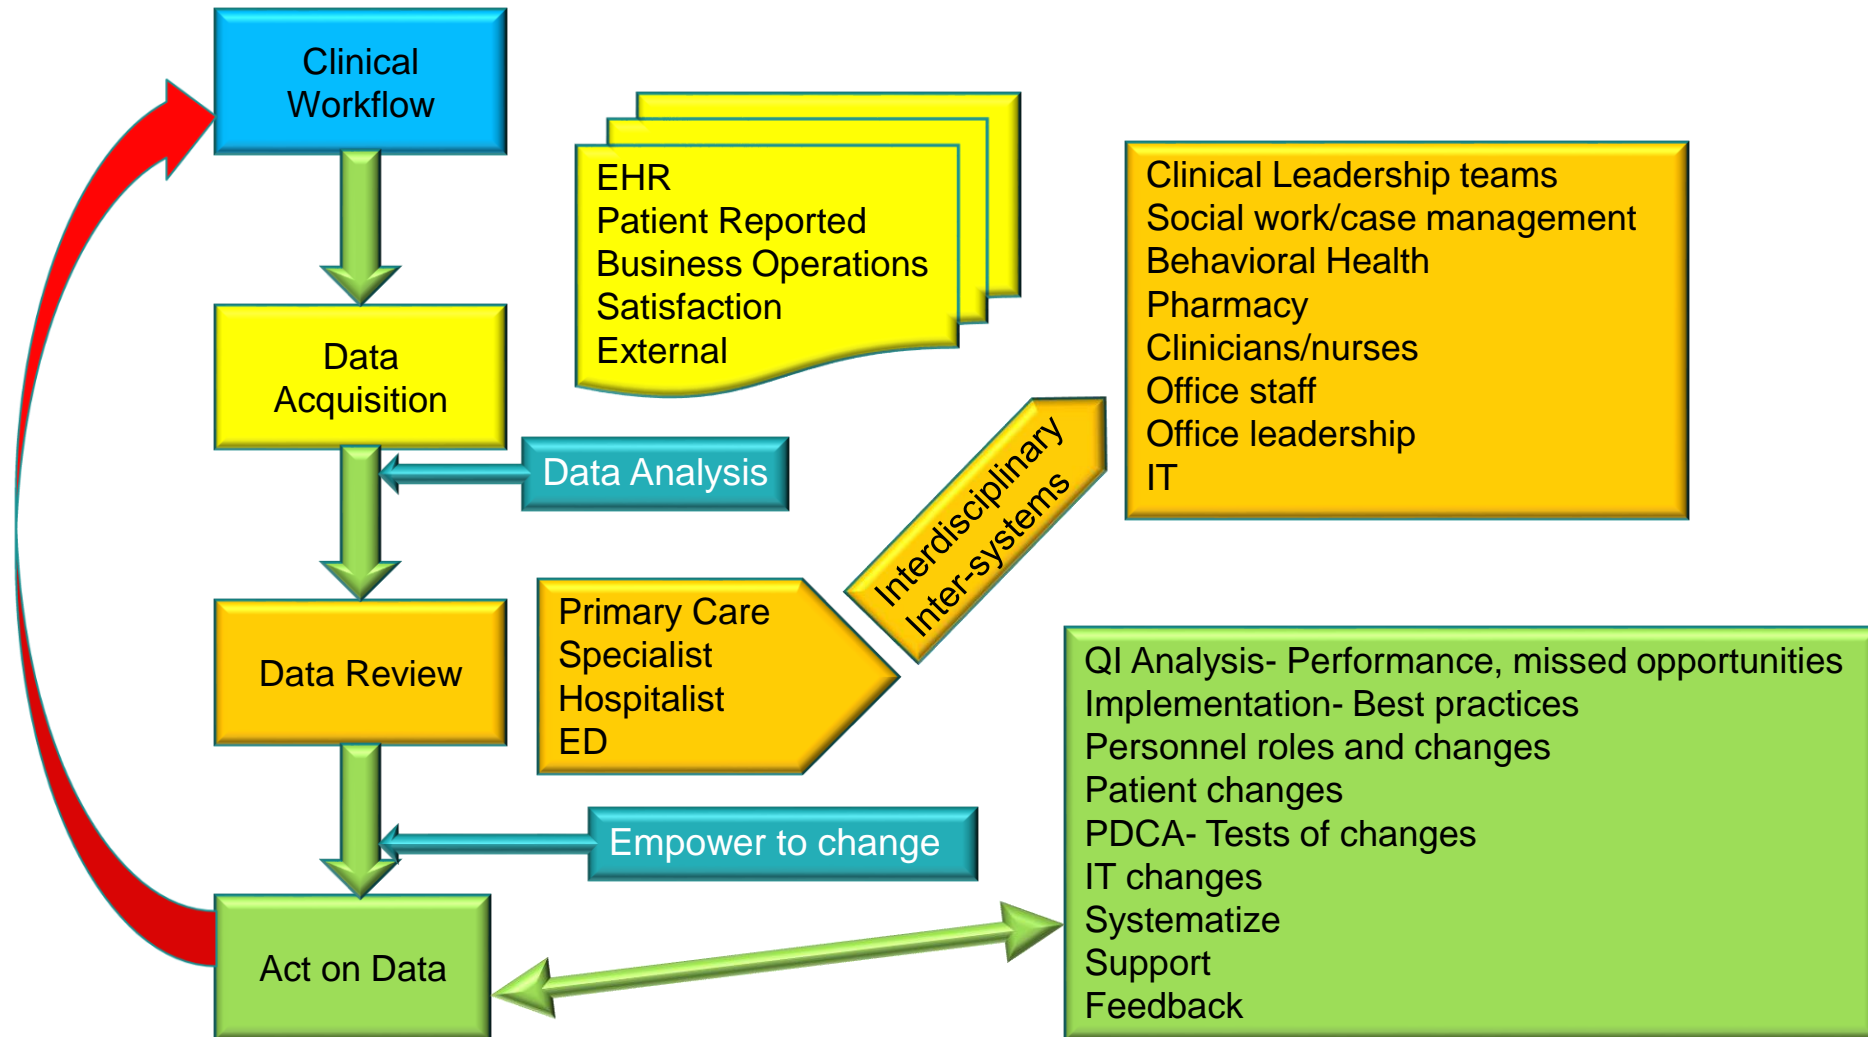 Clinical
Workflow
EHR
Patient Reported
Business Operations
Satisfaction
External
Clinical Leadership teams
Social work/case management
Behavioral Health
Pharmacy
Clinicians/nurses
Office staff
Office leadership
IT
Data
Acquisition
Data Analysis
Interdisciplinary
Inter-systems
Data Review
Primary Care
Specialist
Hospitalist
ED
Empower to change
QI Analysis- Performance, missed opportunities
Implementation- Best practices
Personnel roles and changes
Patient changes
PDCA- Tests of changes
IT changes
Systematize
Support
Feedback
Act on Data